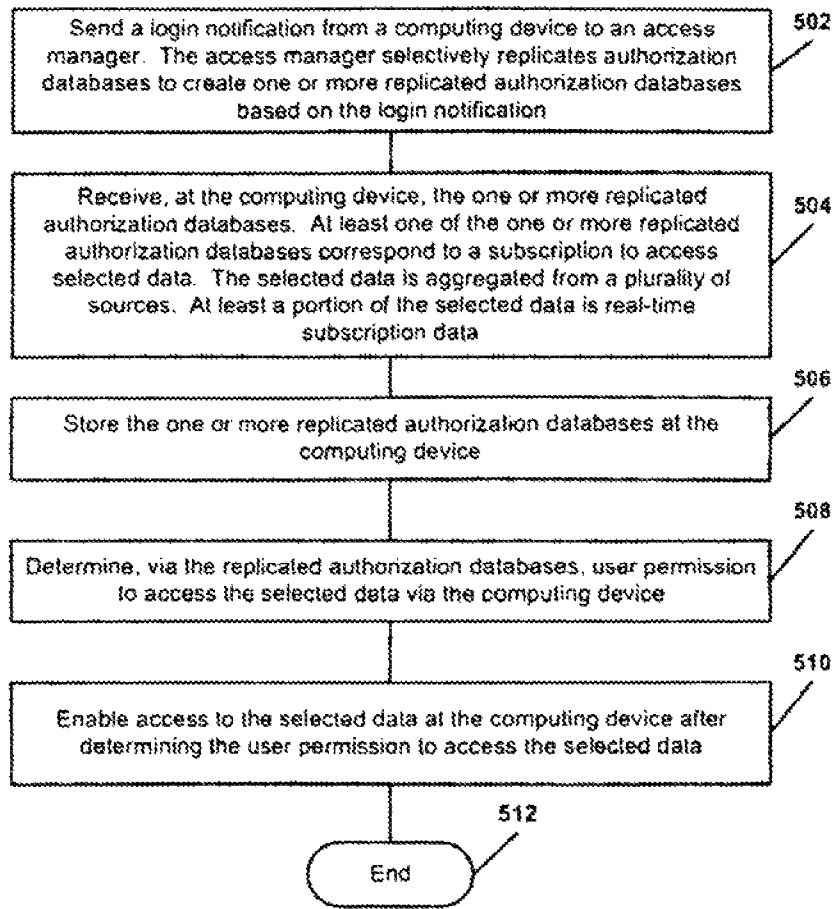 502
Send a login notification from a computing device to an access
manager. The access manager selectively replicates authorization
databases to create one or more replicated authorization databases
based on the login notification
504
Receive, at the computing device, the one or more replicated
authorization databases. At least one of the one or more replicated
authorization databases correspond to a subscription to access
selected data. The selected data is aggregated from a plurality of
sources. At least a portion of the selected data is real-time
subscription data
506
Store the one or more replicated authorization databases at the
computing device
508
Determine, via the replicated authorization databases, user permission
to access the selected data via the computing device
510
Enable access to the selected data at the computing device after
determining the user permission to access the selected data
512
End